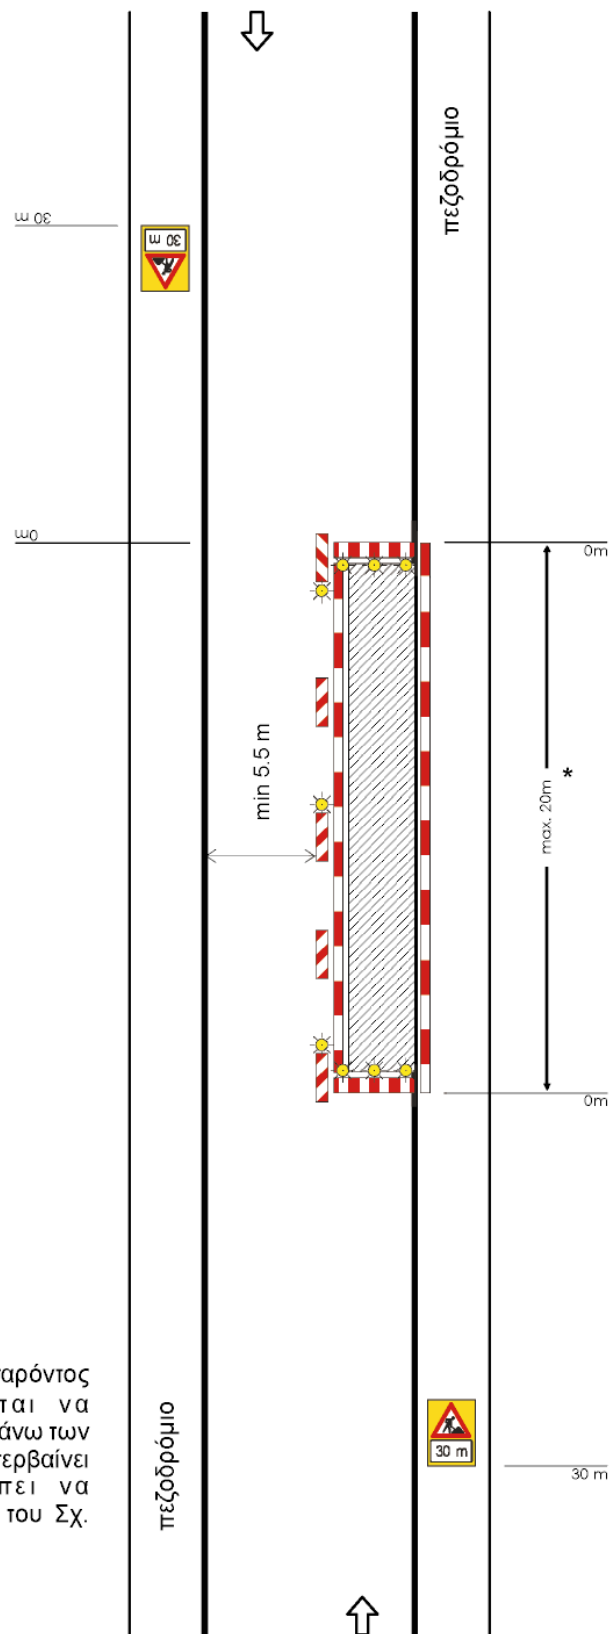 πεζοδρόμιο
30 m
30 m
0m
0m
min 5.5 m
max. 20m *
0m
30 m
30 m
πεζοδρόμιο
αρόντος
ται να
άνω των
τερβαίνει
πει να
του Σχ.